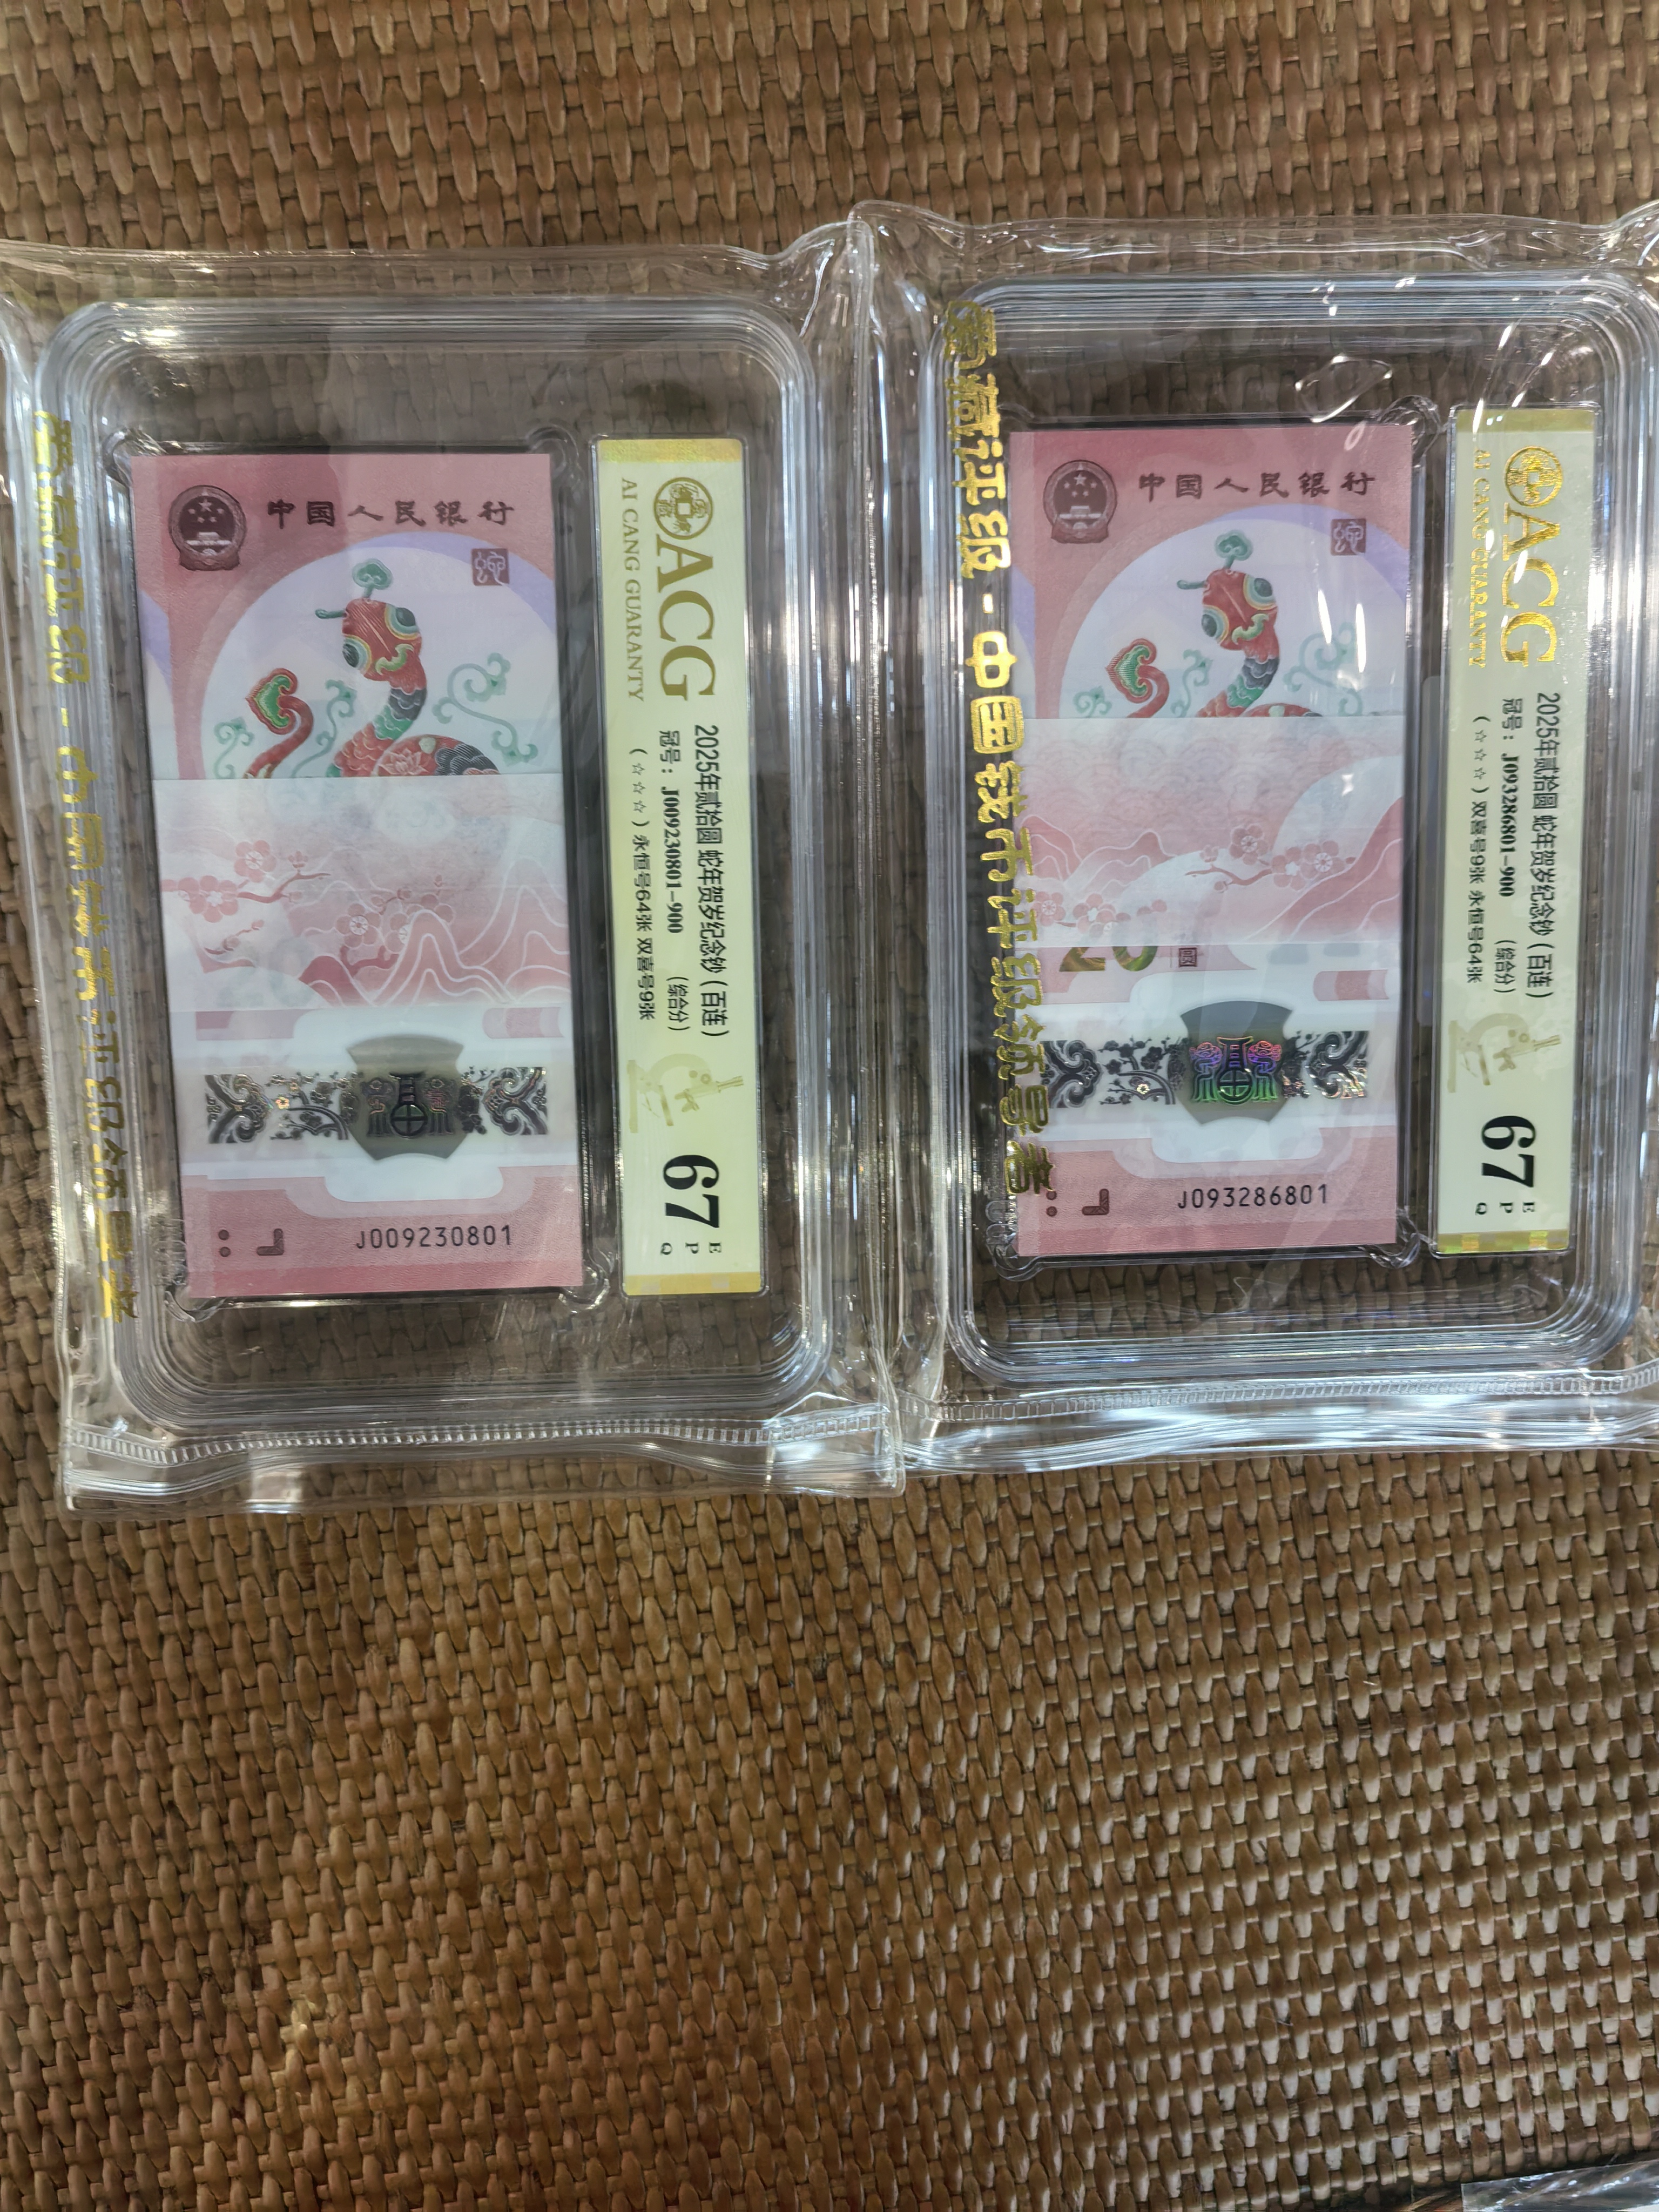 中国人民银行
蛇
J009230801
ACG
AI CANG GUARANTY
2025年贰拾圆 蛇年贺岁纪念钞（百连）
冠号：J009230801-900 （综合分）
（☆☆☆）永恒号64张 双喜号9张
67
EPQ
爱藏评级 - 中国钱币评级领导者
中国人民银行
蛇
20
圆
J093286801
ACG
AI CANG GUARANTY
2025年贰拾圆 蛇年贺岁纪念钞（百连）
冠号：J093286801-900 （综合分）
（☆☆☆）双喜号9张 永恒号64张
67
EPQ
爱藏评级 - 中国钱币评级领导者